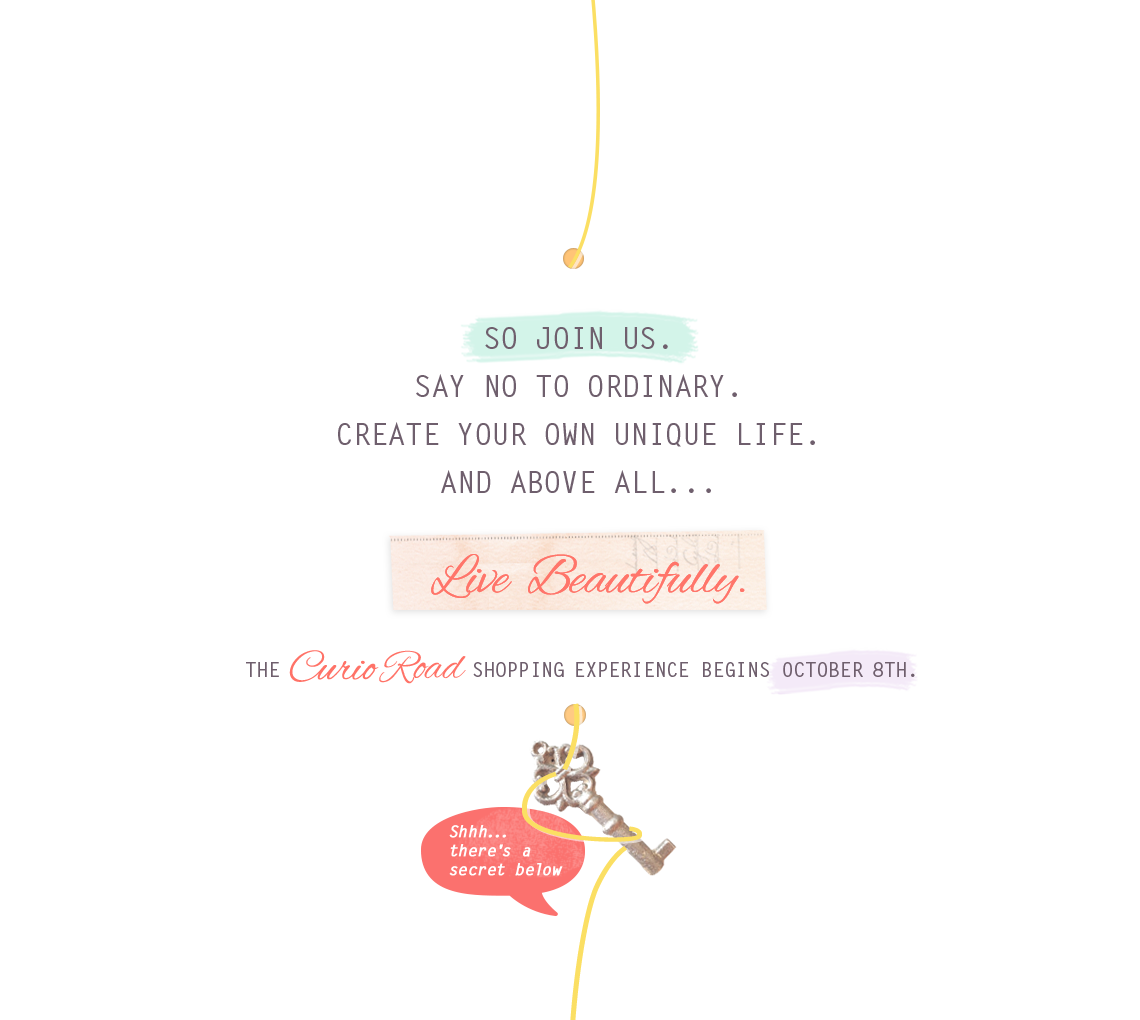 SO JOIN US.
SAY NO TO ORDINARY.
CREATE YOUR OWN UNIQUE LIFE.
AND ABOVE ALL...
Live Beautifully.
THE Curio Road SHOPPING EXPERIENCE BEGINS OCTOBER 8TH.
Shhh...
there's a
secret below